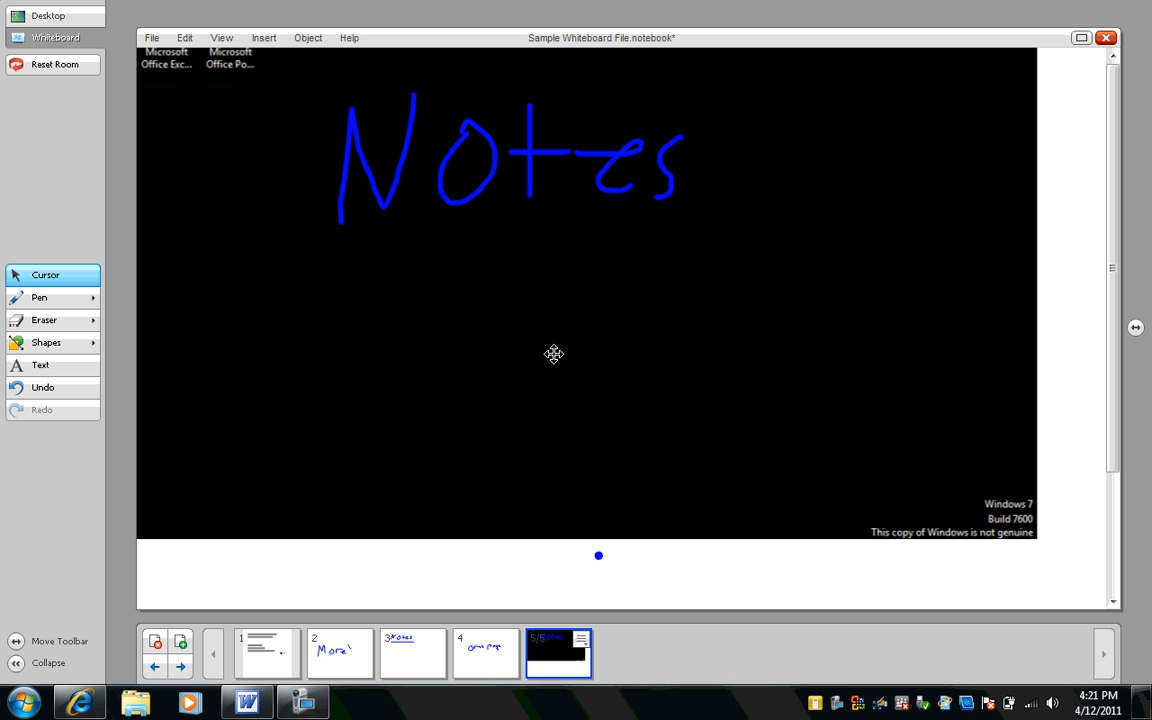 Desktop
Whiteboard
Reset Room
File Edit View Insert Object Help
Sample Whiteboard File.notebook*
Microsoft Office Exc...
Microsoft Office Po...
Notes
Cursor
Pen
Eraser
Shapes
Text
Undo
Redo
Windows 7
Build 7600
This copy of Windows is not genuine
Move Toolbar
Collapse
1
2
More
3
Notes
4
5/5
Notes
4:21 PM
4/12/2011